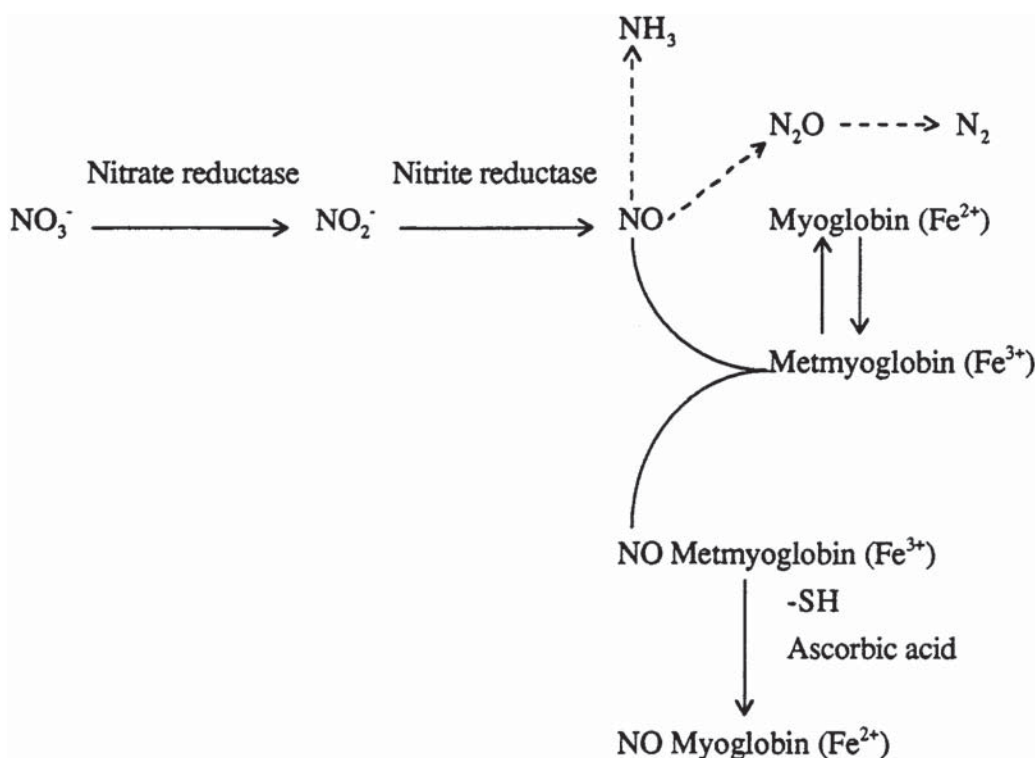 NH₃
N₂O N₂
Nitrate reductase Nitrite reductase
NO₃⁻ NO₂⁻ NO Myoglobin (Fe²⁺)
Metmyoglobin (Fe³⁺)
NO Metmyoglobin (Fe³⁺)
-SH
Ascorbic acid
NO Myoglobin (Fe²⁺)